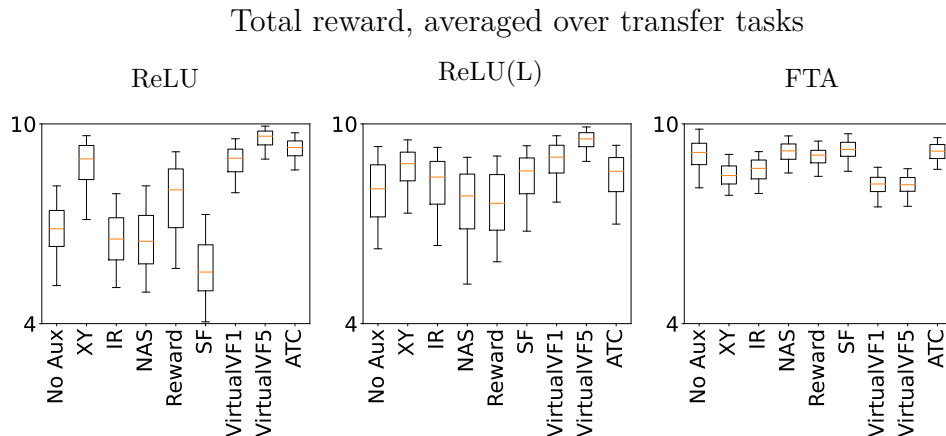 Total reward, averaged over transfer tasks
ReLU
ReLU(L)
FTA
10
4
No Aux
XY
IR
NAS
Reward
SF
VirtualVF1
VirtualVF5
ATC
10
4
No Aux
XY
IR
NAS
Reward
SF
VirtualVF1
VirtualVF5
ATC
10
4
No Aux
XY
IR
NAS
Reward
SF
VirtualVF1
VirtualVF5
ATC